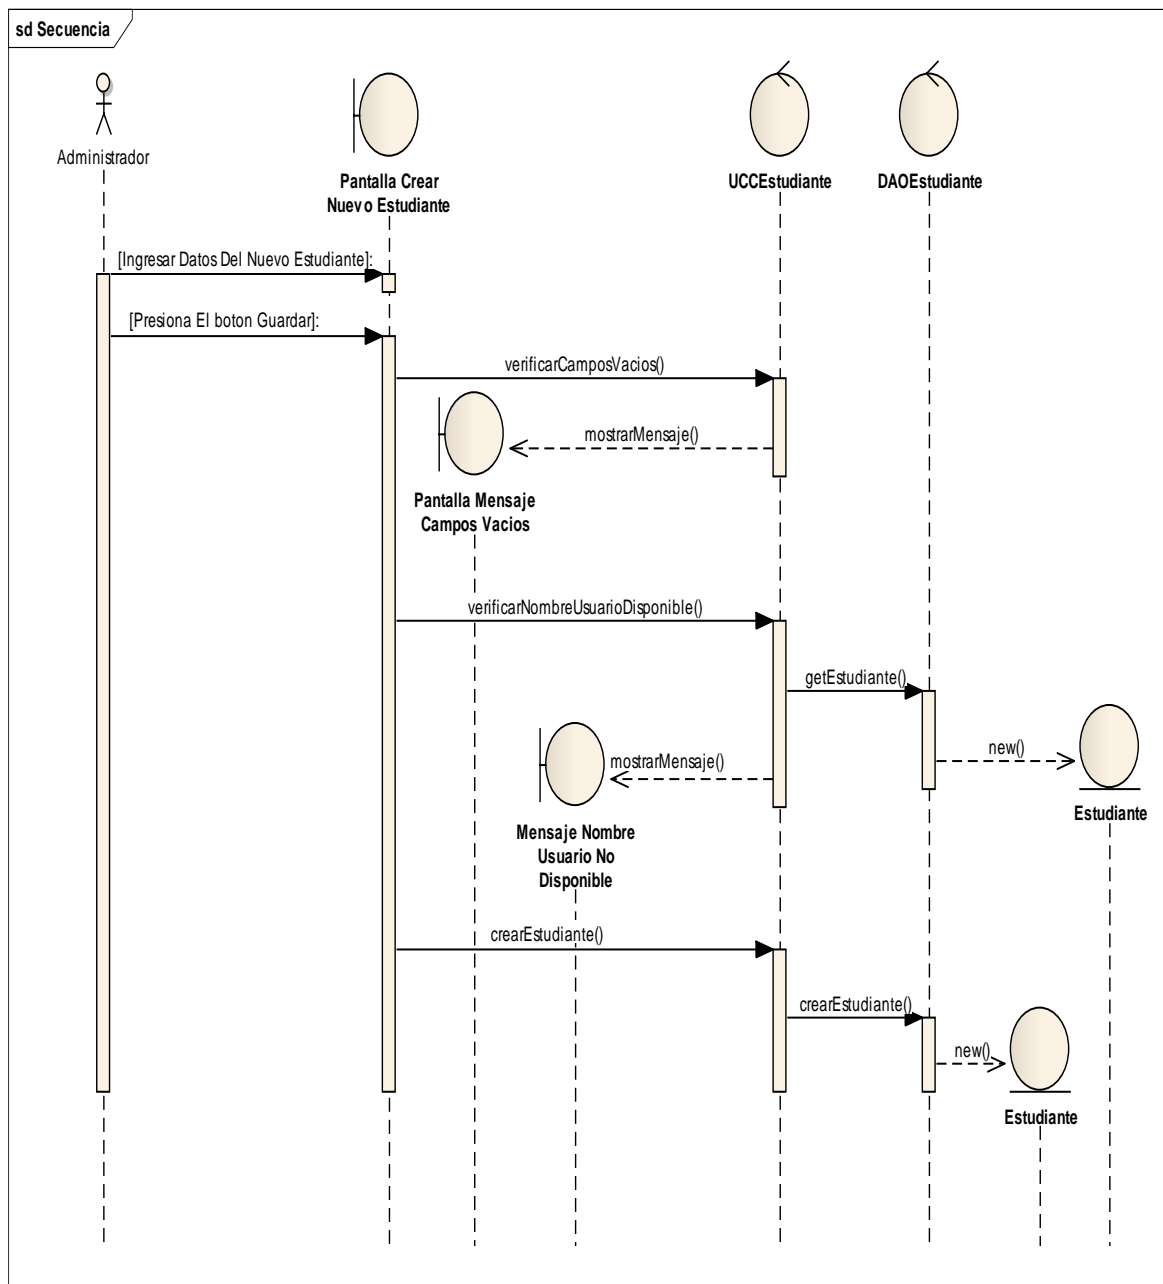 sd Secuencia
Administrador
Pantalla Crear
Nuevo Estudiante
UCCEstudiante
DAOEstudiante
[Ingresar Datos Del Nuevo Estudiante]:
[Presiona El boton Guardar]:
verificarCamposVacios()
mostrarMensaje()
Pantalla Mensaje
Campos Vacios
verificarNombreUsuarioDisponible()
getEstudiante()
new()
mostrarMensaje()
Estudiante
Mensaje Nombre
Usuario No
Disponible
crearEstudiante()
crearEstudiante()
new()
Estudiante